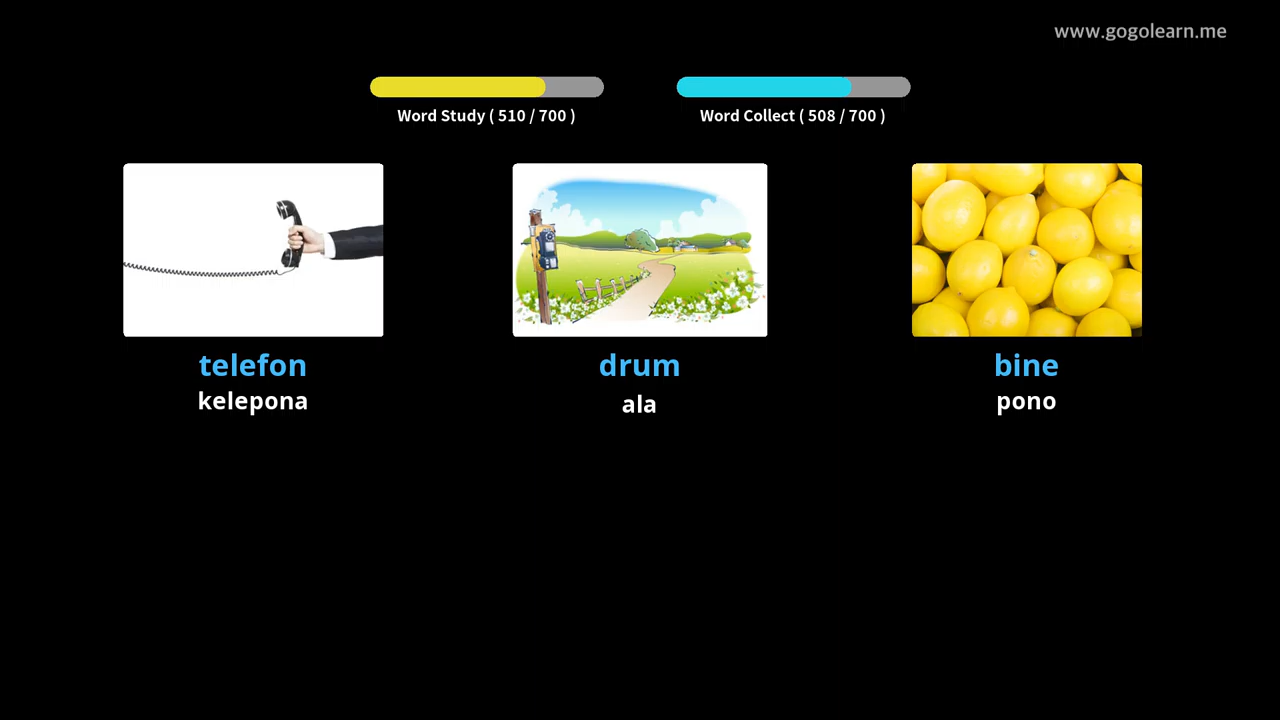 www.gogolearn.me
Word Study ( 510 / 700 )
Word Collect ( 508 / 700 )
telefon
kelepona
drum
ala
bine
pono